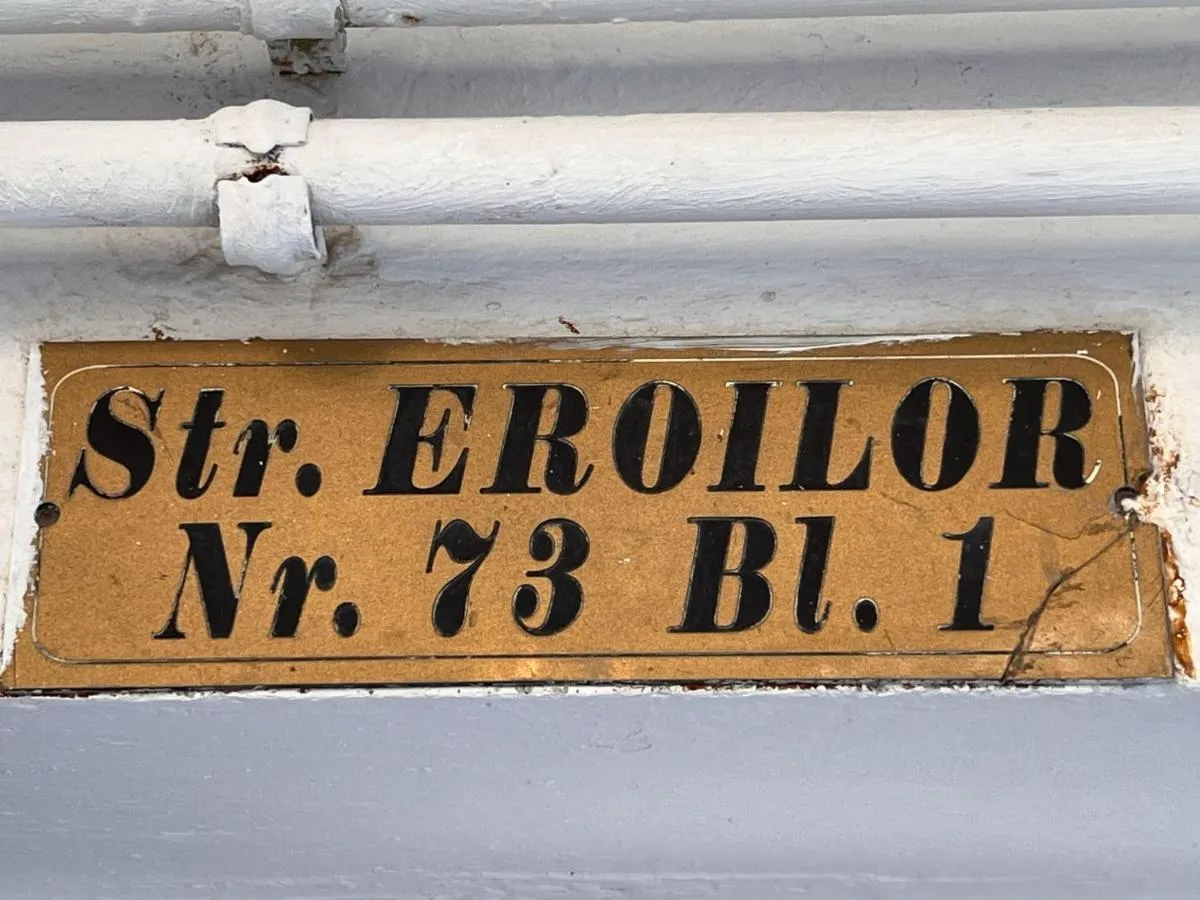 Str. EROILOR
Nr. 73 Bl. 1